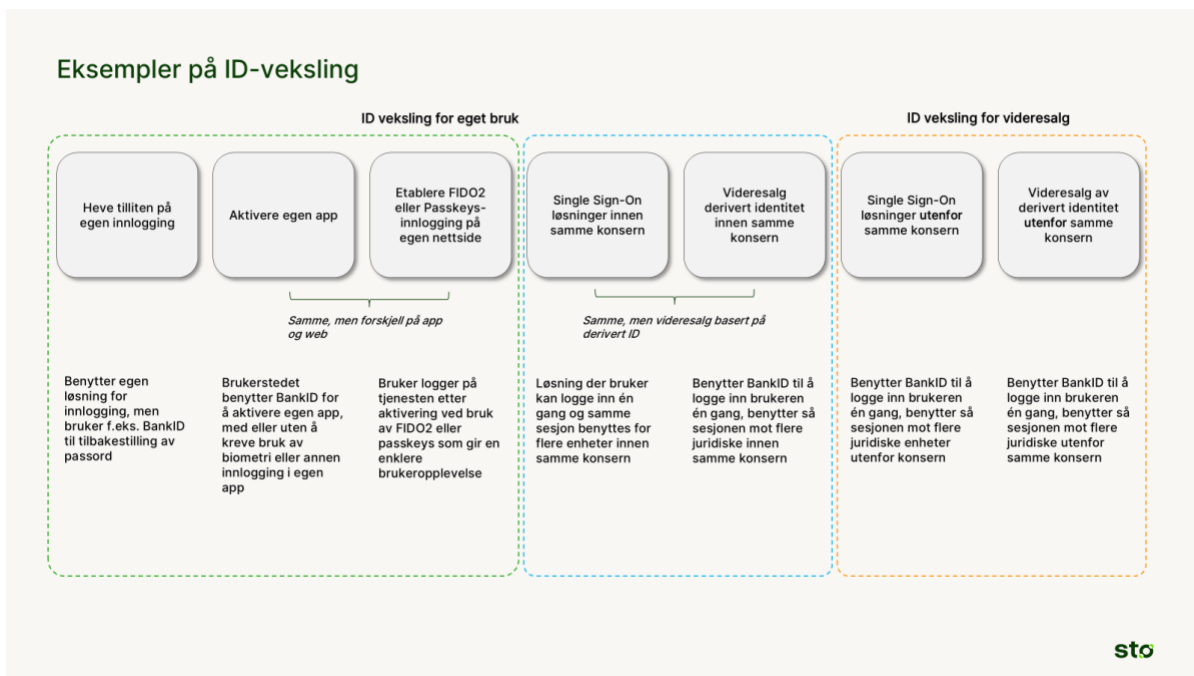 Eksempler på ID-veksling
ID veksling for eget bruk
ID veksling for videresalg
Heve tilliten på
egen innlogging
Aktivere egen app
Etablere FIDO2
eller Passkeys-
innlogging på
egen nettside
Single Sign-On
løsninger innen
samme konsern
Videresalg
derivert identitet
innen samme
konsern
Single Sign-On
løsninger utenfor
samme konsern
Videresalg av
derivert identitet
utenfor samme
konsern
Samme, men forskjell på app
og web
Samme, men videresalg basert på
derivert ID
Benytter egen
løsning for
innlogging, men
bruker f.eks. BankID
til tilbakestilling av
passord
Brukerstedet
benytter BankID for
å aktivere egen app,
med eller uten å
kreve bruk av
biometri eller annen
innlogging i egen
app
Bruker logger på
tjenesten etter
aktivering ved bruk
av FIDO2 eller
passkeys som gir en
enklere
brukeropplevelse
Løsning der bruker
kan logge inn én
gang og samme
sesjon benyttes for
flere enheter innen
samme konsern
Benytter BankID til å
logge inn brukeren
én gang, benytter så
sesjonen mot flere
juridiske innen
samme konsern
Benytter BankID til å
logge inn brukeren
én gang, benytter så
sesjonen mot flere
juridiske enheter
utenfor konsern
Benytter BankID til å
logge inn brukeren
én gang, benytter så
sesjonen mot flere
juridiske utenfor
samme konsern
stø